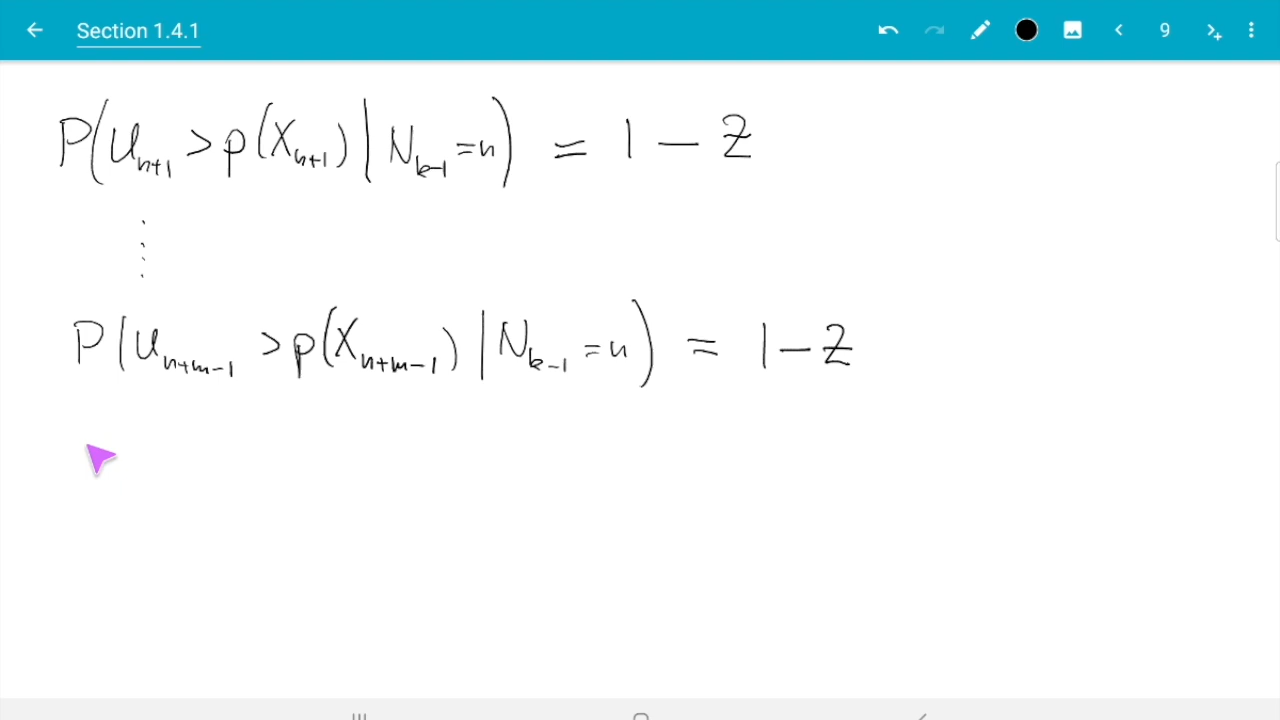 Section 1.4.1
9
P(U_{n+1} > p(X_{n+1}) | N_{k-1} = n) = 1 - Z
⋮
P(U_{n+m-1} > p(X_{n+m-1}) | N_{k-1} = n) = 1 - Z